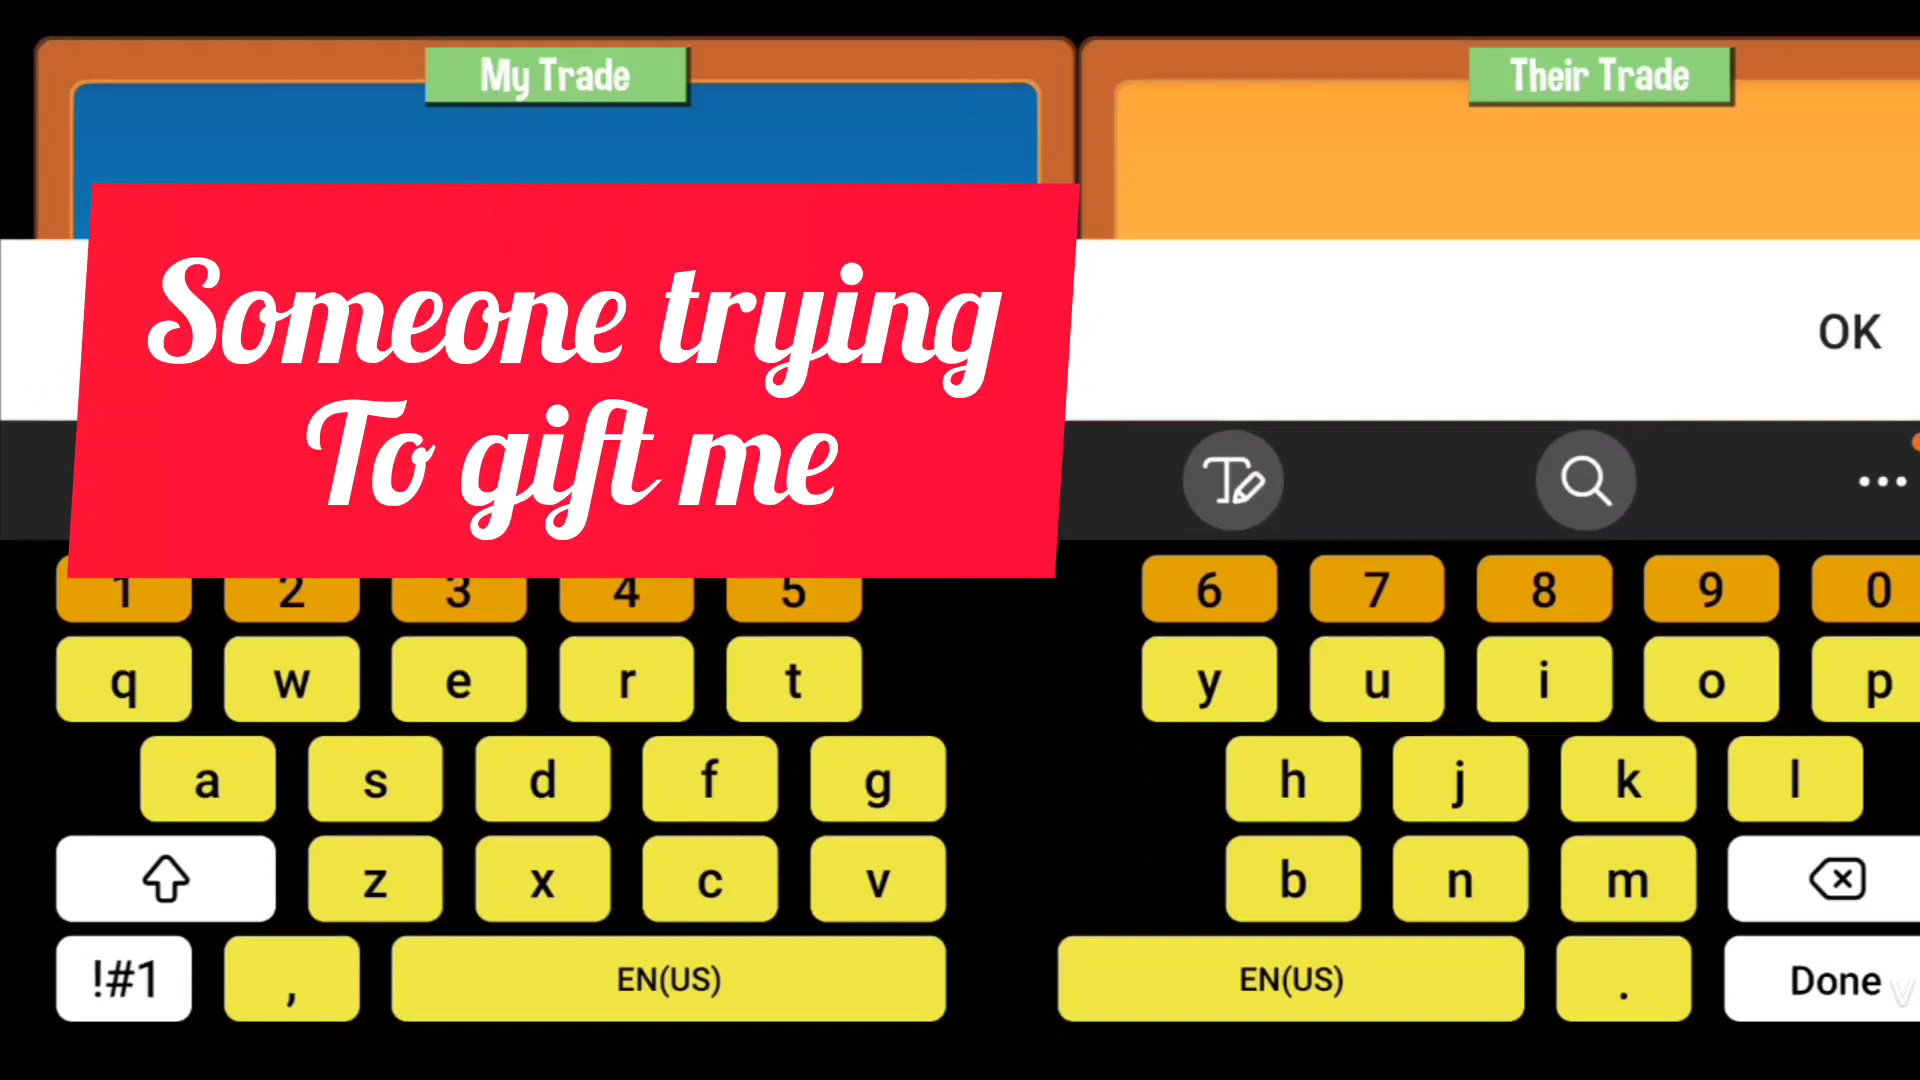 My Trade
Their Trade
Someone trying
To gift me
OK
1 2 3 4 5 6 7 8 9 0
q w e r t y u i o p
a s d f g h j k l
z x c v b n m
!#1 , EN(US) EN(US) . Done